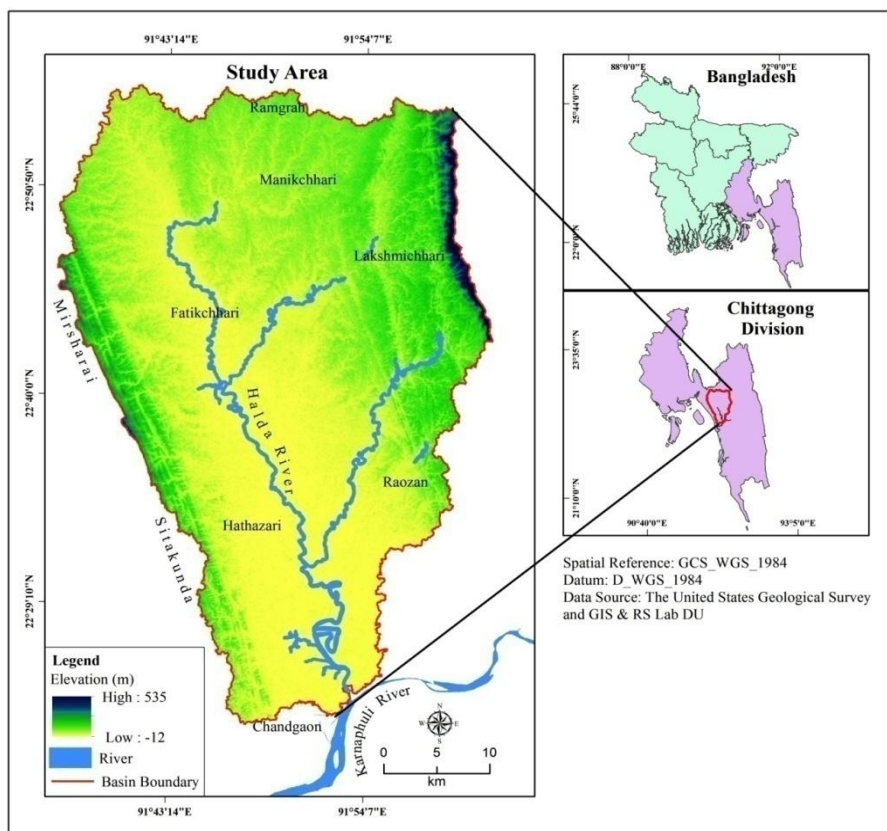 91°43'14"E
91°54'7"E
Study Area
Ramgrah
Manikchhari
Lakshmichhari
Fatikchhari
Mirsharai
Halda River
Raozan
Hathazari
Sitakunda
Chandgaon
Karnaphuli River
22°50'50"N
22°40'0"N
22°29'10"N
Legend
Elevation (m)
High : 535
Low : -12
River
Basin Boundary
N
W E
S
0 5 10
km
91°43'14"E
91°54'7"E
88°0'0"E
92°0'0"E
Bangladesh
25°44'0"N
22°0'0"N
Chittagong
Division
23°35'0"N
21°10'0"N
90°40'0"E
93°5'0"E
Spatial Reference: GCS_WGS_1984
Datum: D_WGS_1984
Data Source: The United States Geological Survey
and GIS & RS Lab DU